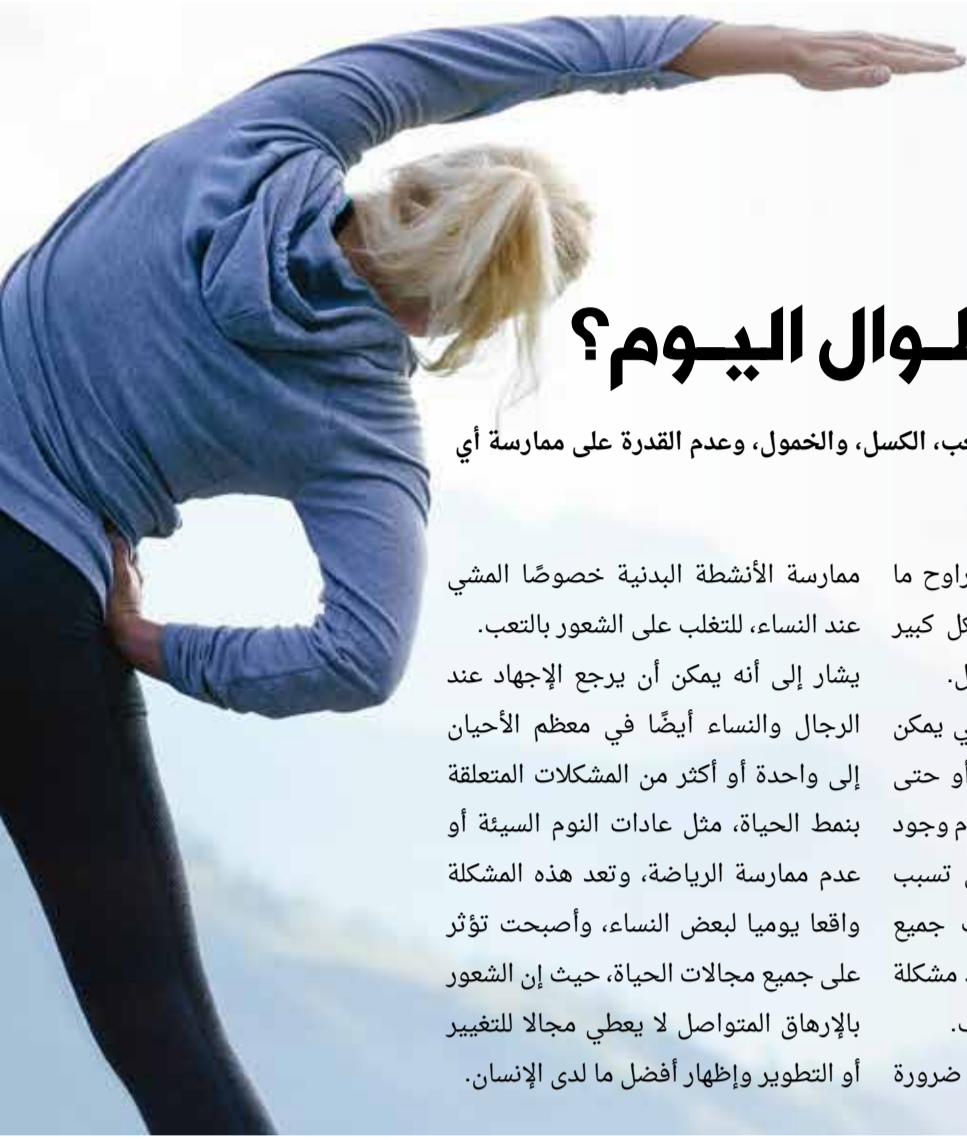 اليـوم؟
الكسل، والخمول، وعدم القدرة على ممارسة أي
ما
كبير
يمكن
أو حتى
وجود
تسبب
جميع
مشكلة
ضرورة
ممارسة الأنشطة البدنية خصوصًا المشي
عند النساء، للتغلب على الشعور بالتعب.
يشار إلى أنه يمكن أن يرجع الإجهاد عند
الرجال والنساء أيضًا في معظم الأحيان
إلى واحدة أو أكثر من المشكلات المتعلقة
بنمط الحياة، مثل عادات النوم السيئة أو
عدم ممارسة الرياضة، وتعد هذه المشكلة
واقعا يوميا لبعض النساء، وأصبحت تؤثر
على جميع مجالات الحياة، حيث إن الشعور
بالإرهاق المتواصل لا يعطي مجالا للتغيير
أو التطوير وإظهار أفضل ما لدى الإنسان.